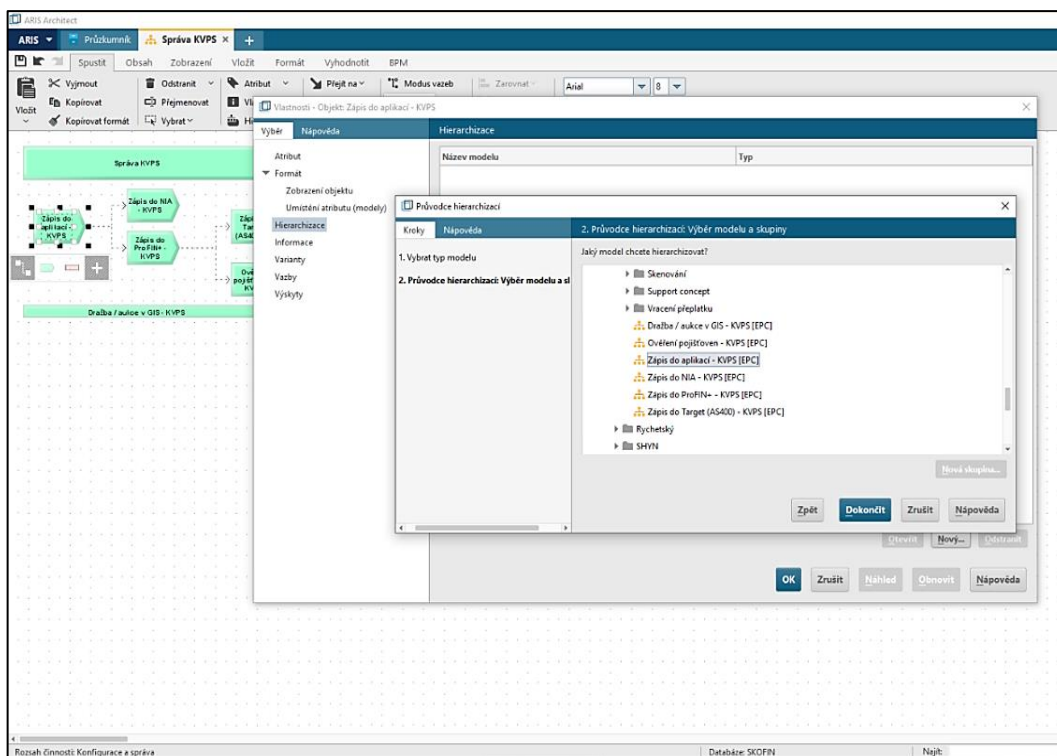 ARIS Architect
ARIS Průzkumník Správa KVPS × +
Spustit Obsah Zobrazení Vložit Formát Vyhodnotit BPM
Vložit
Vyjmout Odstranit Atribut Přejít na Modus vazeb Zarovnat Arial 8
Kopírovat Přejmenovat
Kopírovat formát Vybrat
Vlastnosti - Objekt: Zápis do aplikací - KVPS
Výběr Nápověda Hierarchizace
Název modelu Typ
Atribut
Formát
Zobrazení objektu
Umístění atributu (modely)
Hierarchizace
Informace
Varianty
Vazby
Výskyty
Správa KVPS
Zápis do
aplikací -
KVPS
Zápis do NIA
- KVPS
Zápis do
ProFIN+ -
KVPS
Dražba / aukce v GIS - KVPS
Průvodce hierarchizací
Kroky Nápověda 2. Průvodce hierarchizací: Výběr modelu a skupiny
1. Vybrat typ modelu
2. Průvodce hierarchizací: Výběr modelu a sk
Jaký model chcete hierarchizovat?
Skenování
Support concept
Vracení přeplatku
Dražba / aukce v GIS - KVPS [EPC]
Ověření pojišťoven - KVPS [EPC]
Zápis do aplikací - KVPS [EPC]
Zápis do NIA - KVPS [EPC]
Zápis do ProFIN+ - KVPS [EPC]
Zápis do Target (AS400) - KVPS [EPC]
Rychetský
SHYN
Nová skupina...
Zpět Dokončit Zrušit Nápověda
Otevřít Nový... Odstranit
OK Zrušit Náhled Obnovit Nápověda
Rozsah činností: Konfigurace a správa Databáze: SKOFIN Najít: